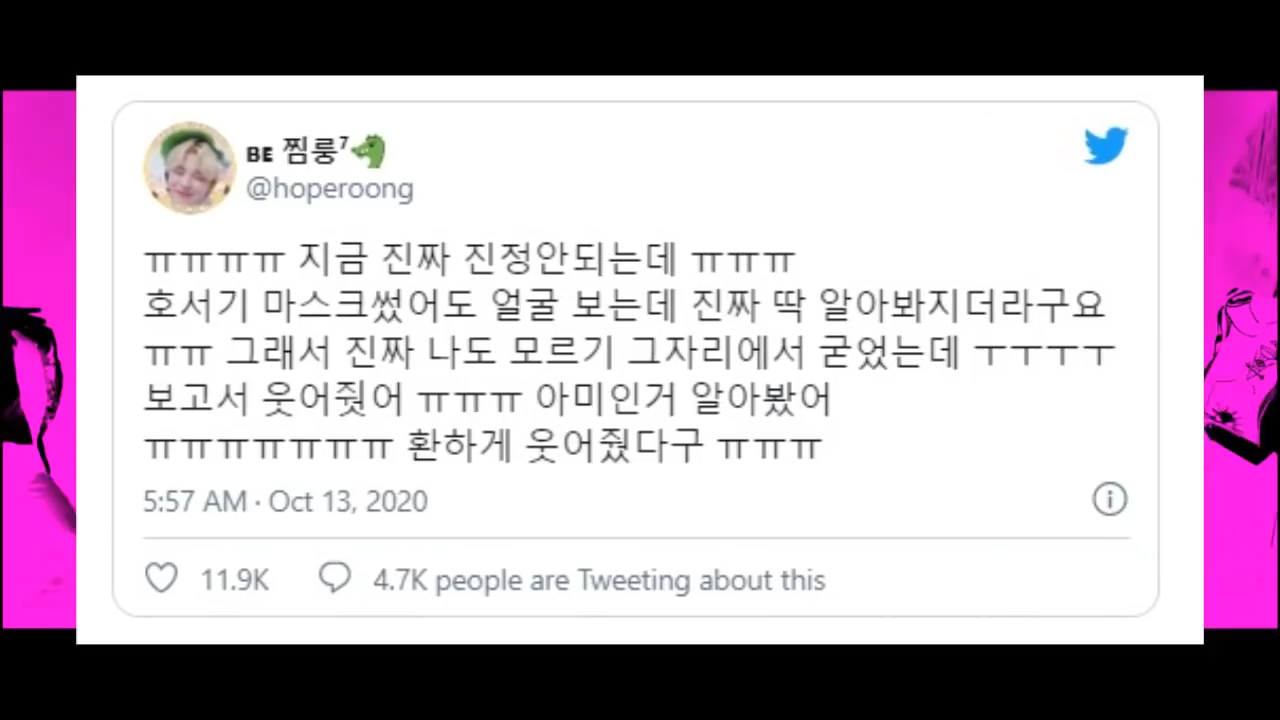 BE 찜룽⁷
@hoperoong
ㅠㅠㅠㅠ 지금 진짜 진정안되는데 ㅠㅠㅠ
호서기 마스크썼어도 얼굴 보는데 진짜 딱 알아봐지더라구요
ㅠㅠ 그래서 진짜 나도 모르기 그자리에서 굳었는데 ㅜㅜㅜㅜ
보고서 웃어줫어 ㅠㅠㅠ 아미인거 알아봤어
ㅠㅠㅠㅠㅠㅠㅠ 환하게 웃어줬다구 ㅠㅠㅠ
5:57 AM · Oct 13, 2020
11.9K 4.7K people are Tweeting about this